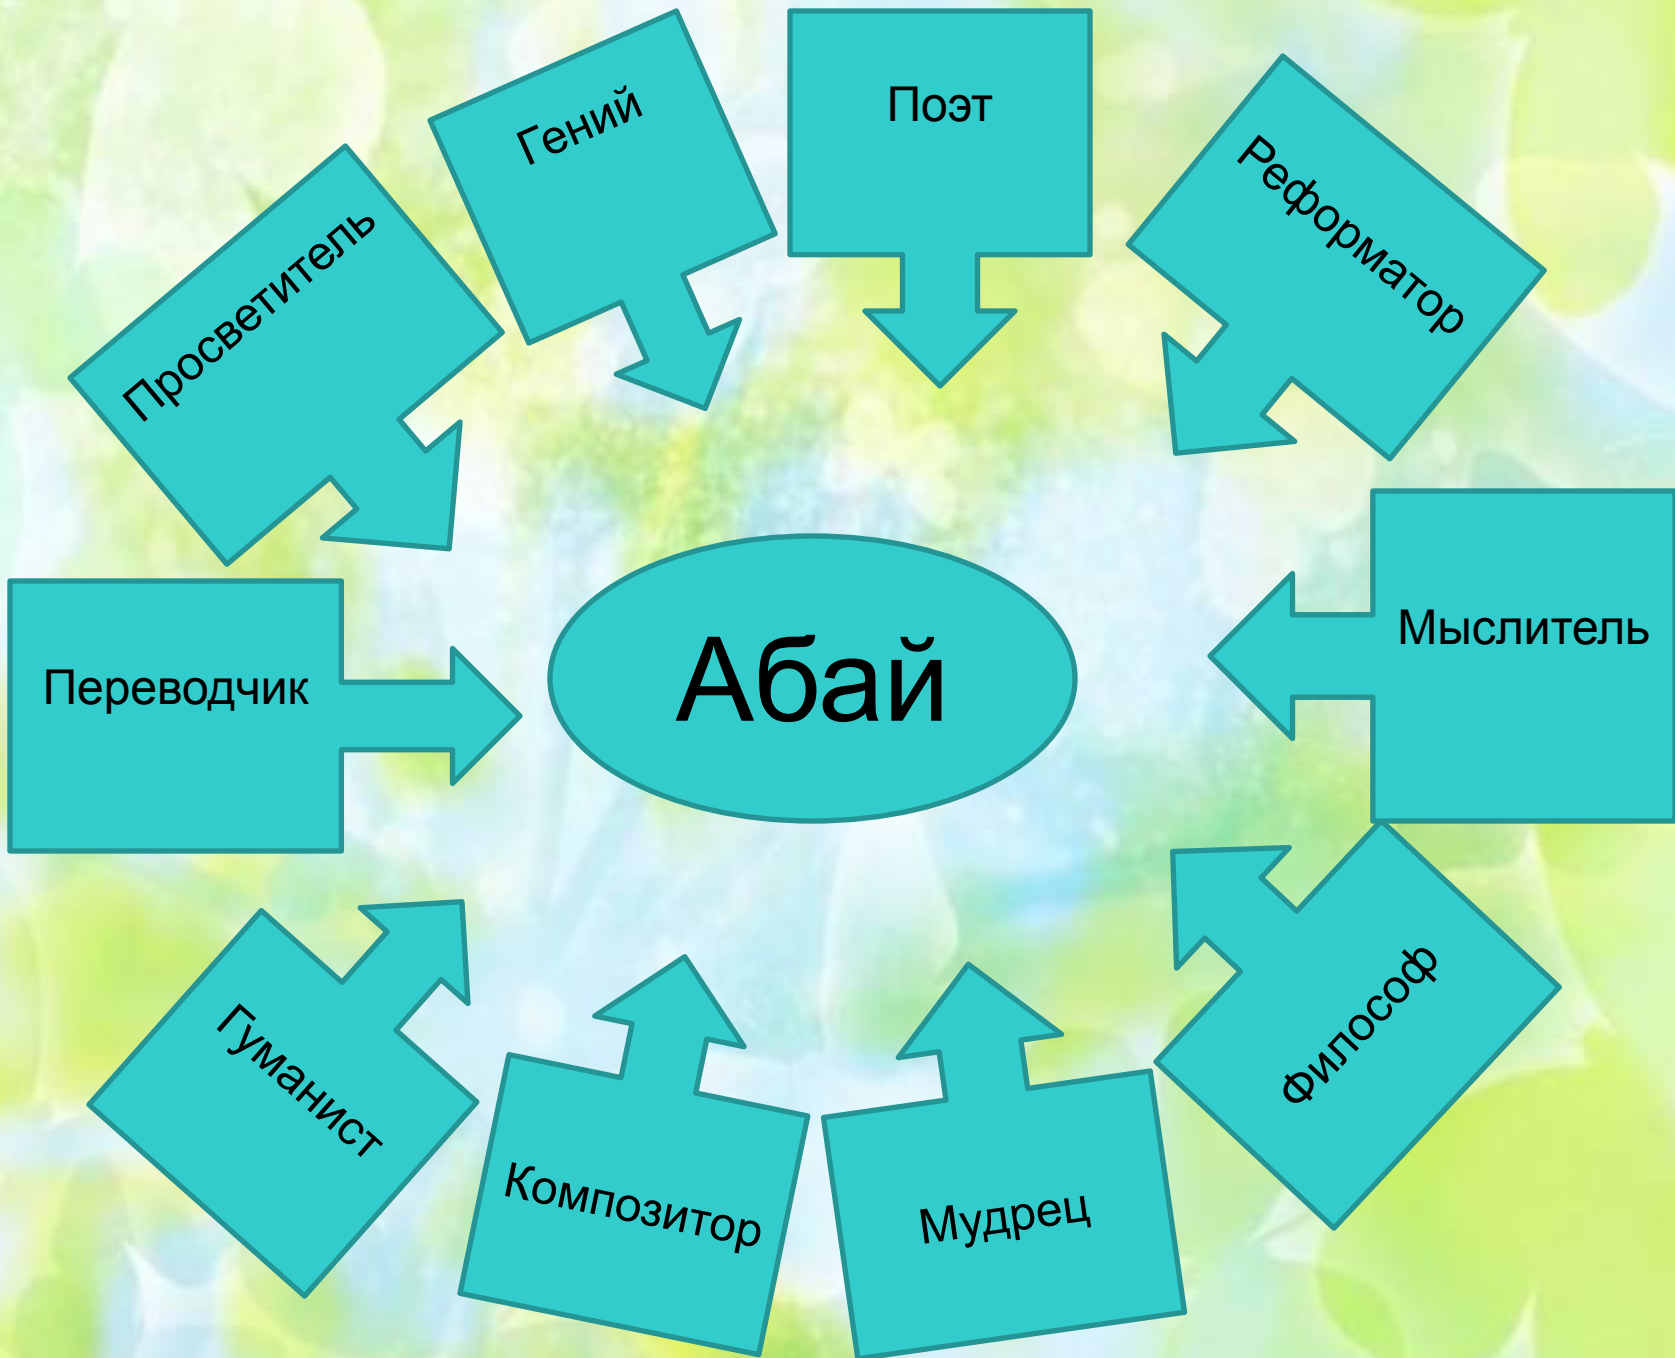 Гений
Поэт
Реформатор
Просветитель
Мыслитель
Переводчик
Абай
Философ
Гуманист
Композитор
Мудрец